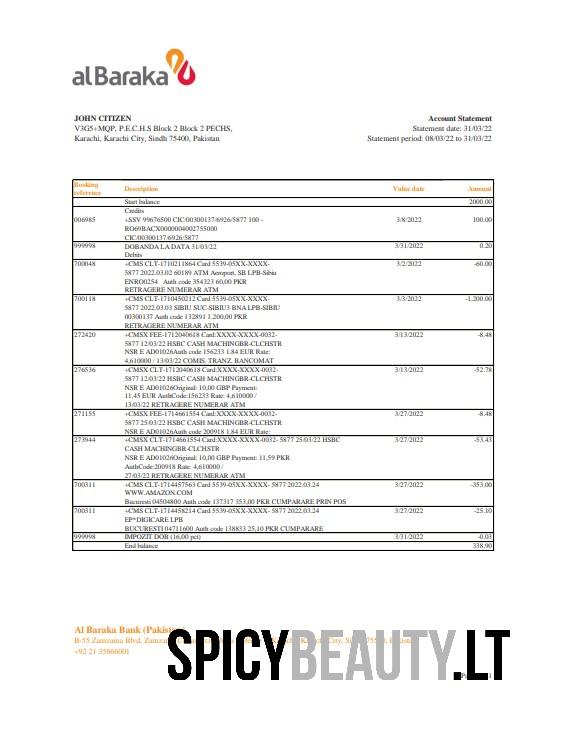 al Baraka
JOHN CITIZEN
V3G5+MQP, P.E.C.H.S Block 2 Block 2 PECHS,
Karachi, Karachi City, Sindh 75400, Pakistan
Account Statement
Statement date: 31/03/22
Statement period: 08/03/22 to 31/03/22
Booking reference Description Value date Amount
Start balance 2000.00
Credits
006985 +SSV 99676500 CIC/00300137/6926/5877 100 - 3/8/2022 100.00
RO69BACX0000004002755000
CIC/00300137/6926/5877
999998 DOBANDA LA DATA 31/03/22 3/31/2022 0.20
Debits
700048 +CMS CLT-1710211864 Card 5539-05XX-XXXX- 3/2/2022 -60.00
5877 2022.03.02 60189 ATM Aeroport, SB LPB-Sibiu
ENRO0254 Auth code 354323 60,00 PKR
RETRAGERE NUMERAR ATM
700118 +CMS CLT-1710450212 Card 5539-05XX-XXXX- 3/3/2022 -1,200.00
5877 2022.03.03 SIBIU SUC-SIBIU3 BNA LPB-SIBIU
00300137 Auth code 132891 1.200,00 PKR
RETRAGERE NUMERAR ATM
272420 +CMSX FEE-1712040618 Card:XXXX-XXXX-0032- 3/13/2022 -8.48
5877 12/03/22 HSBC CASH MACHINGBR-CLCHSTR
NSR E AD01026Auth code 156233 1.84 EUR Rate:
4,610000 / 13/03/22 COMIS. TRANZ. BANCOMAT
276536 +CMSX CLT-1712040618 Card:XXXX-XXXX-0032- 3/13/2022 -52.78
5877 12/03/22 HSBC CASH MACHINGBR-CLCHSTR
NSR E AD01026Original: 10,00 GBP Payment:
11,45 EUR AuthCode:156233 Rate: 4,610000 /
13/03/22 RETRAGERE NUMERAR ATM
271155 +CMSX FEE-1714661554 Card:XXXX-XXXX-0032- 3/27/2022 -8.48
5877 25/03/22 HSBC CASH MACHINGBR-CLCHSTR
NSR E AD01026Auth code 200918 1.84 EUR Rate:
273944 +CMSX CLT-1714661554 Card:XXXX-XXXX-0032- 5877 25/03/22 HSBC 3/27/2022 -53.43
CASH MACHINGBR-CLCHSTR
NSR E AD01026Original: 10,00 GBP Payment: 11,59 PKR
AuthCode:200918 Rate: 4,610000 /
27/03/22 RETRAGERE NUMERAR ATM
700311 +CMS CLT-1714457563 Card 5539-05XX-XXXX- 5877 2022.03.24 3/27/2022 -353.00
WWW.AMAZON.COM
Bucuresti 04504800 Auth code 137317 353,00 PKR CUMPARARE PRIN POS
700311 +CMS CLT-1714458214 Card 5539-05XX-XXXX- 5877 2022.03.24 3/27/2022 -25.10
EP*DIGICARE LPB
BUCURESTI 04711600 Auth code 138833 25,10 PKR CUMPARARE
999998 IMPOZIT DOB (16,00 pct) 3/31/2022 -0.03
End balance 338.90
Al Baraka Bank
B-55 Zamzama Blvd,
+92 21 35866001
SPICYBEAUTY.LT